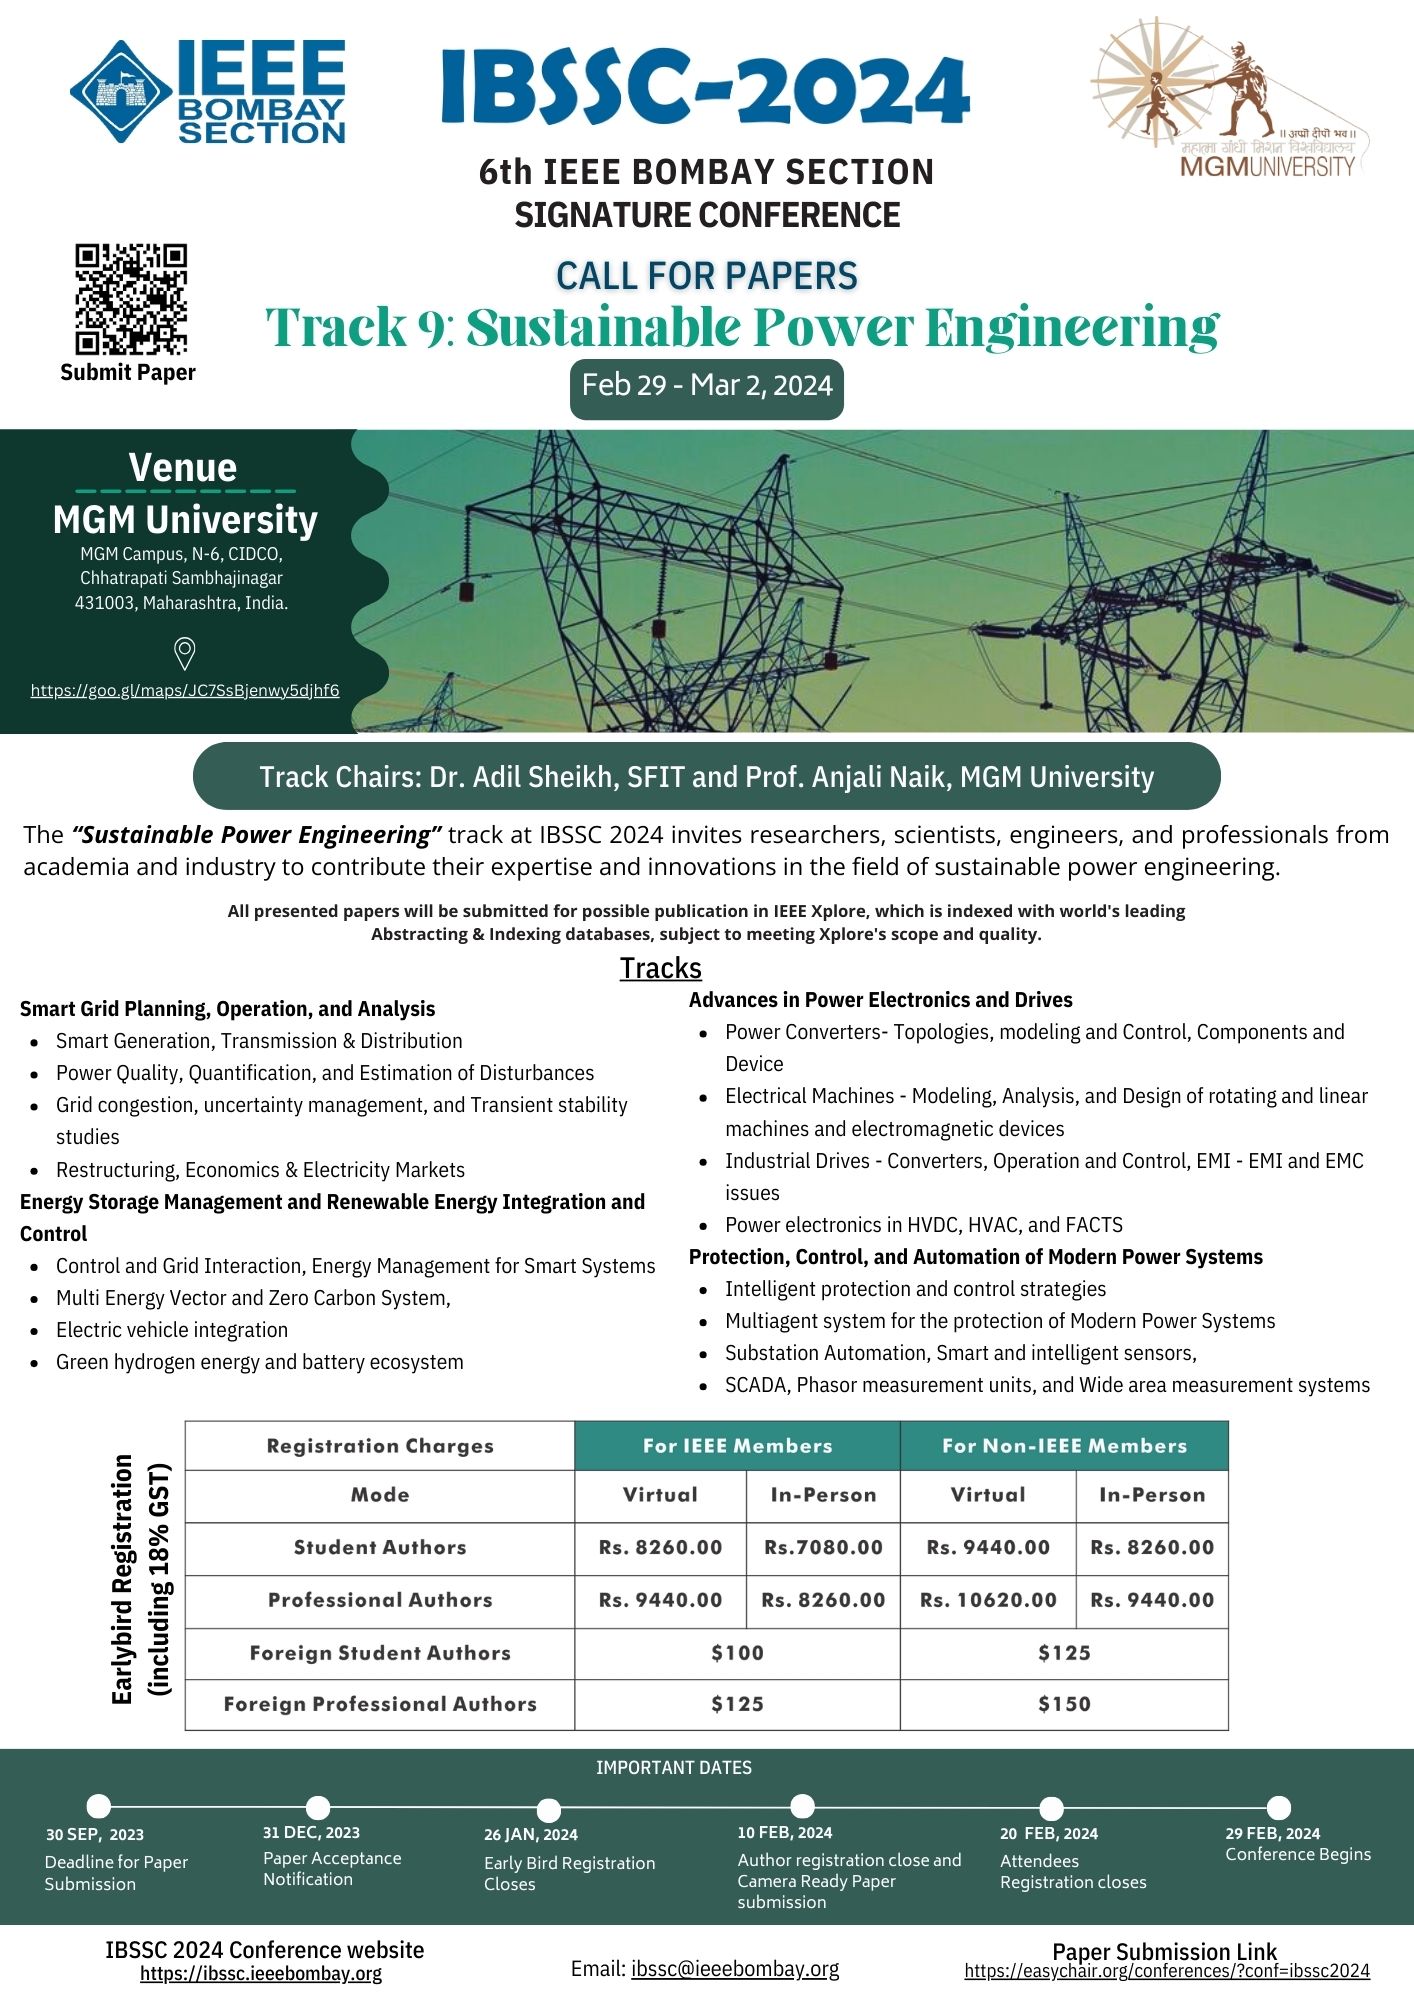 IEEE
BOMBAY
SECTION
IBSSC-2024
॥ अप्पो दीपो भव ॥
महात्मा गांधी मिशन विश्वविद्यालय
MGMUNIVERSITY
6th IEEE BOMBAY SECTION
SIGNATURE CONFERENCE
Submit Paper
CALL FOR PAPERS
Track 9: Sustainable Power Engineering
Feb 29 - Mar 2, 2024
Venue
MGM University
MGM Campus, N-6, CIDCO,
Chhatrapati Sambhajinagar
431003, Maharashtra, India.
https://goo.gl/maps/JC7SsBjenwy5djhf6
Track Chairs: Dr. Adil Sheikh, SFIT and Prof. Anjali Naik, MGM University
The “Sustainable Power Engineering” track at IBSSC 2024 invites researchers, scientists, engineers, and professionals from
academia and industry to contribute their expertise and innovations in the field of sustainable power engineering.
All presented papers will be submitted for possible publication in IEEE Xplore, which is indexed with world's leading
Abstracting & Indexing databases, subject to meeting Xplore's scope and quality.
Tracks
Smart Grid Planning, Operation, and Analysis
• Smart Generation, Transmission & Distribution
• Power Quality, Quantification, and Estimation of Disturbances
• Grid congestion, uncertainty management, and Transient stability
studies
• Restructuring, Economics & Electricity Markets
Energy Storage Management and Renewable Energy Integration and
Control
• Control and Grid Interaction, Energy Management for Smart Systems
• Multi Energy Vector and Zero Carbon System,
• Electric vehicle integration
• Green hydrogen energy and battery ecosystem
Advances in Power Electronics and Drives
• Power Converters- Topologies, modeling and Control, Components and
Device
• Electrical Machines - Modeling, Analysis, and Design of rotating and linear
machines and electromagnetic devices
• Industrial Drives - Converters, Operation and Control, EMI - EMI and EMC
issues
• Power electronics in HVDC, HVAC, and FACTS
Protection, Control, and Automation of Modern Power Systems
• Intelligent protection and control strategies
• Multiagent system for the protection of Modern Power Systems
• Substation Automation, Smart and intelligent sensors,
• SCADA, Phasor measurement units, and Wide area measurement systems
Earlybird Registration
(including 18% GST)
Registration Charges For IEEE Members For Non-IEEE Members
Mode Virtual In-Person Virtual In-Person
Student Authors Rs. 8260.00 Rs.7080.00 Rs. 9440.00 Rs. 8260.00
Professional Authors Rs. 9440.00 Rs. 8260.00 Rs. 10620.00 Rs. 9440.00
Foreign Student Authors $100 $125
Foreign Professional Authors $125 $150
IMPORTANT DATES
30 SEP, 2023
Deadline for Paper
Submission
31 DEC, 2023
Paper Acceptance
Notification
26 JAN, 2024
Early Bird Registration
Closes
10 FEB, 2024
Author registration close and
Camera Ready Paper
submission
20 FEB, 2024
Attendees
Registration closes
29 FEB, 2024
Conference Begins
IBSSC 2024 Conference website
https://ibssc.ieeebombay.org
Email: ibssc@ieeebombay.org
Paper Submission Link
https://easychair.org/conferences/?conf=ibssc2024